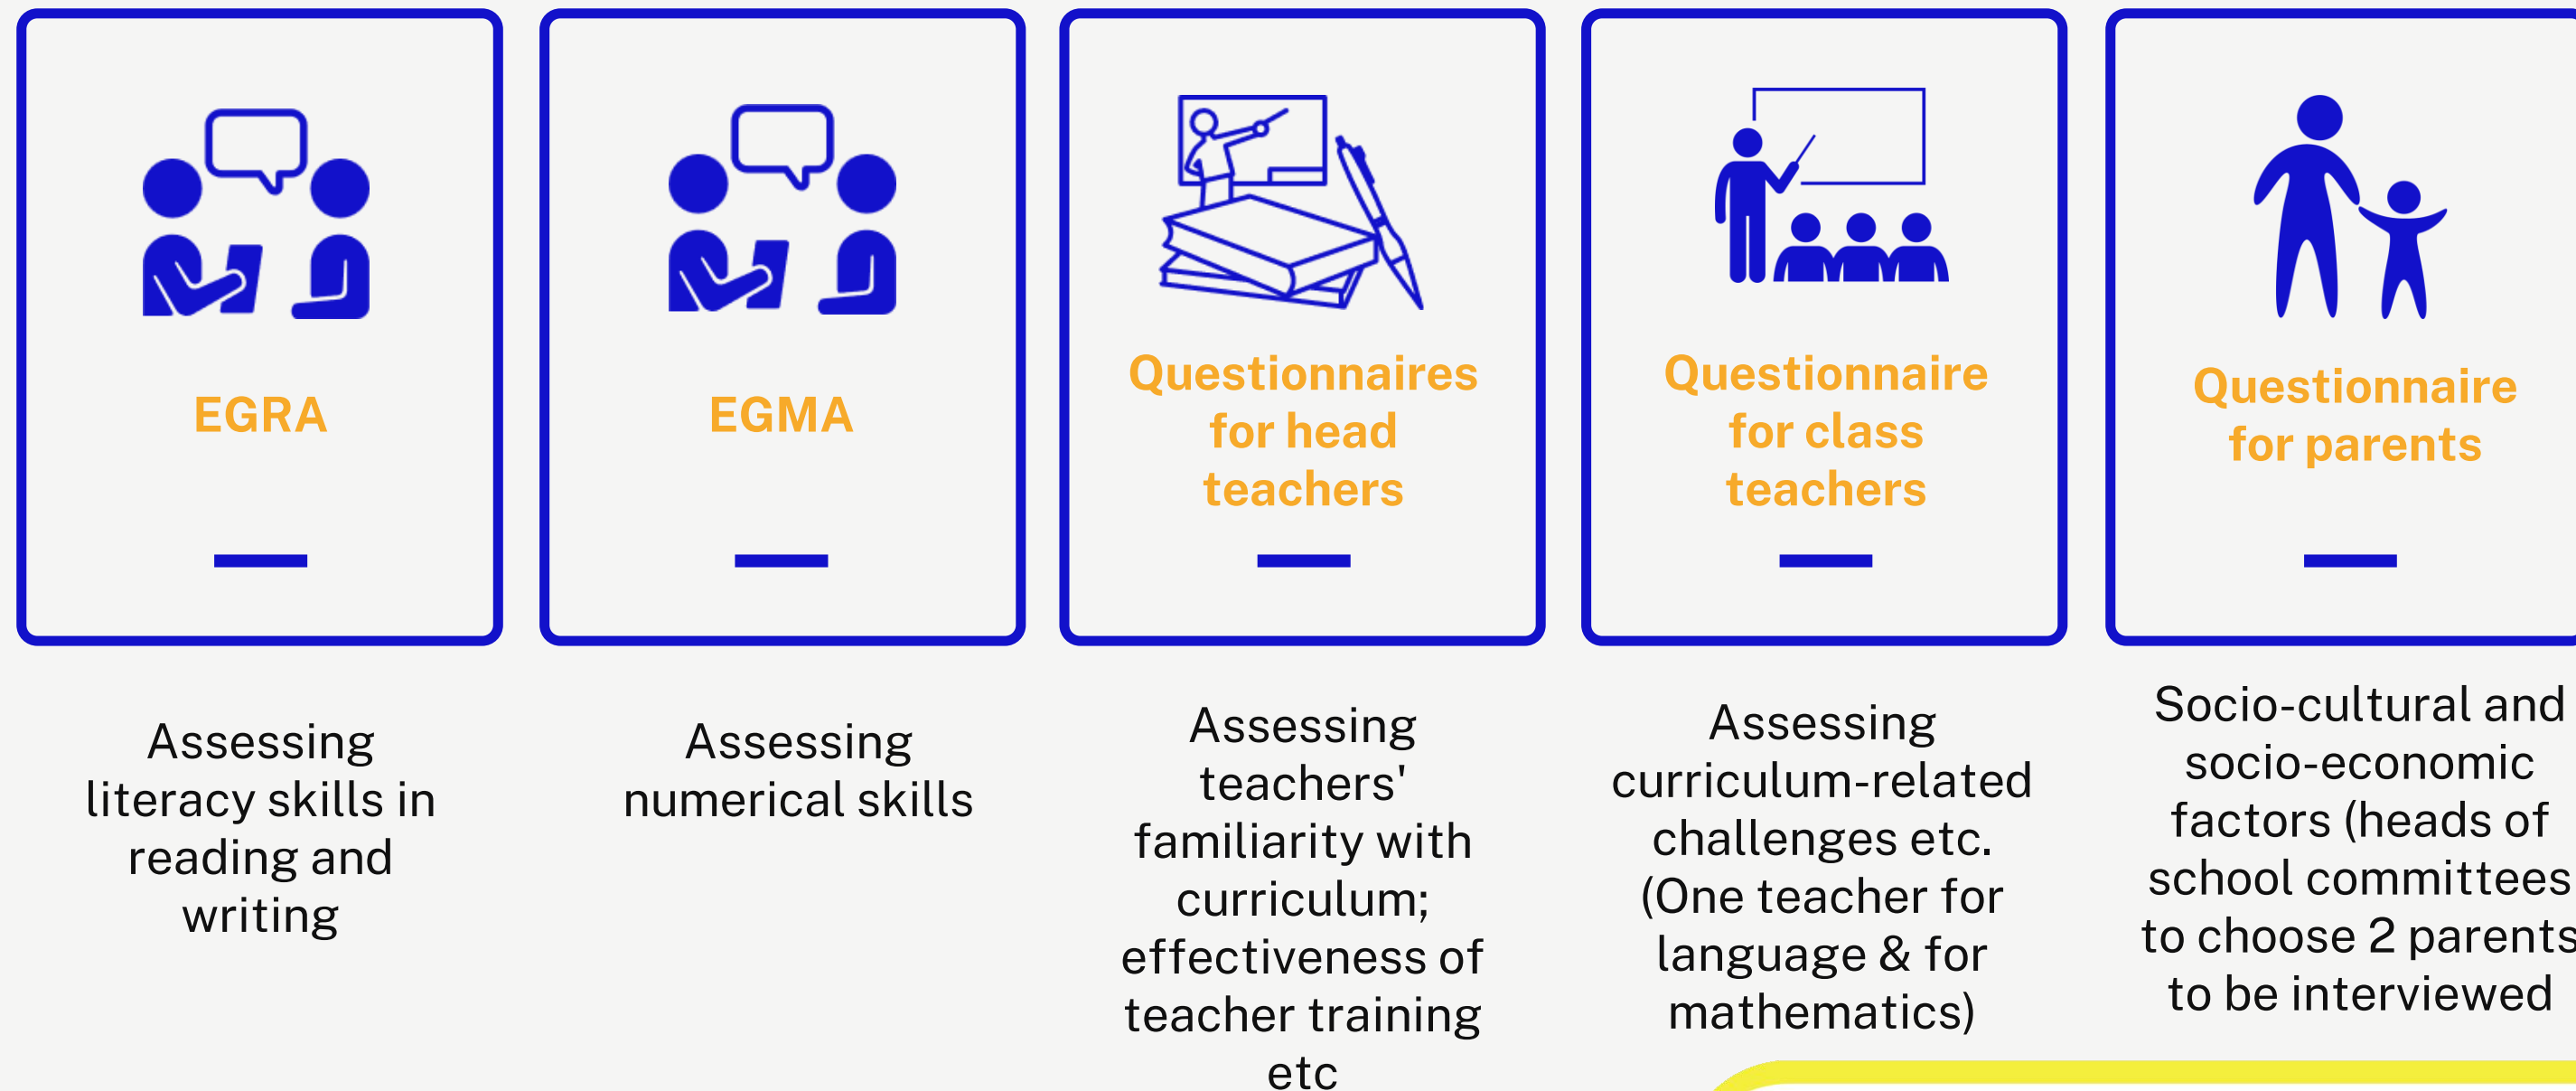 EGRA
Assessing
literacy skills in
reading and
writing
EGMA
Assessing
numerical skills
Questionnaires
for head
teachers
Assessing
teachers'
familiarity with
curriculum;
effectiveness of
teacher training
etc
Questionnaire
for class
teachers
Assessing
curriculum-related
challenges etc.
(One teacher for
language & for
mathematics)
Questionnaire
for parents
Socio-cultural and
socio-economic
factors (heads of
school committees
to choose 2 parents
to be interviewed